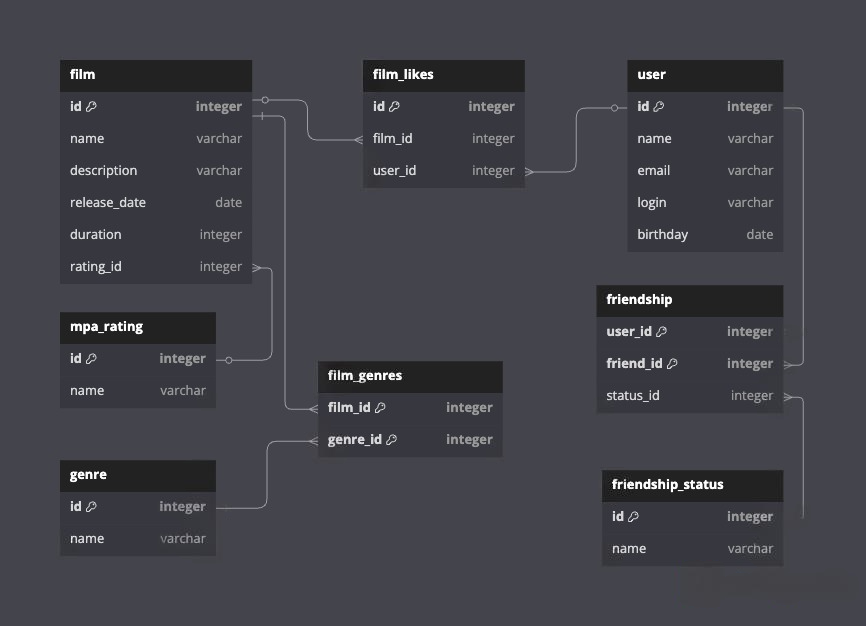 film
id integer
name varchar
description varchar
release_date date
duration integer
rating_id integer
film_likes
id integer
film_id integer
user_id integer
user
id integer
name varchar
email varchar
login varchar
birthday date
mpa_rating
id integer
name varchar
friendship
user_id integer
friend_id integer
status_id integer
film_genres
film_id integer
genre_id integer
genre
id integer
name varchar
friendship_status
id integer
name varchar